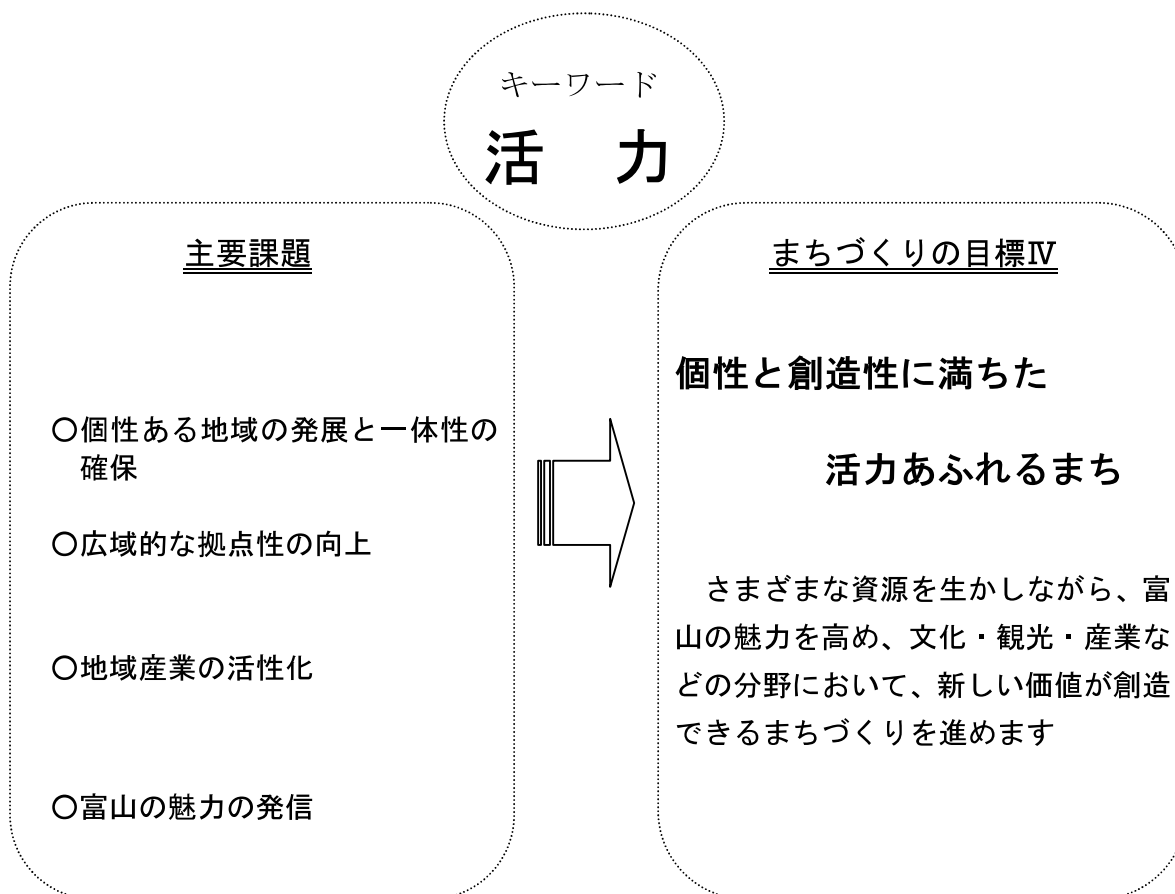 キーワード
活　力
主要課題
〇個性ある地域の発展と一体性の
確保
〇広域的な拠点性の向上
〇地域産業の活性化
〇富山の魅力の発信
まちづくりの目標Ⅳ
個性と創造性に満ちた
活力あふれるまち
さまざまな資源を生かしながら、富
山の魅力を高め、文化・観光・産業な
どの分野において、新しい価値が創造
できるまちづくりを進めます